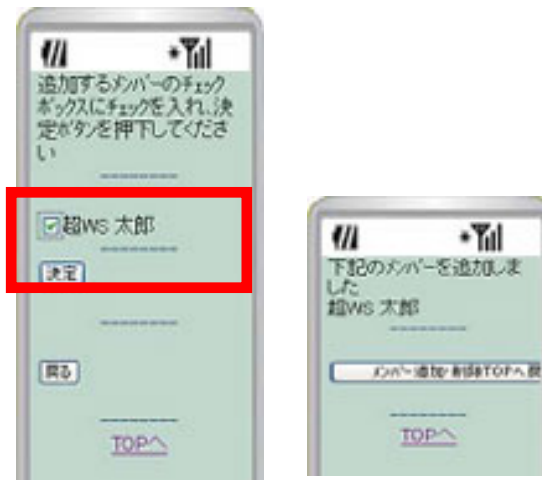 追加するメンバーのチェック
ボックスにチェックを入れ、決
定ボタンを押下してくださ
い
超WS 太郎
決定
戻る
TOPへ
下記のメンバーを追加しま
した
超WS 太郎
メンバー追加・削除TOPへ戻
TOPへ